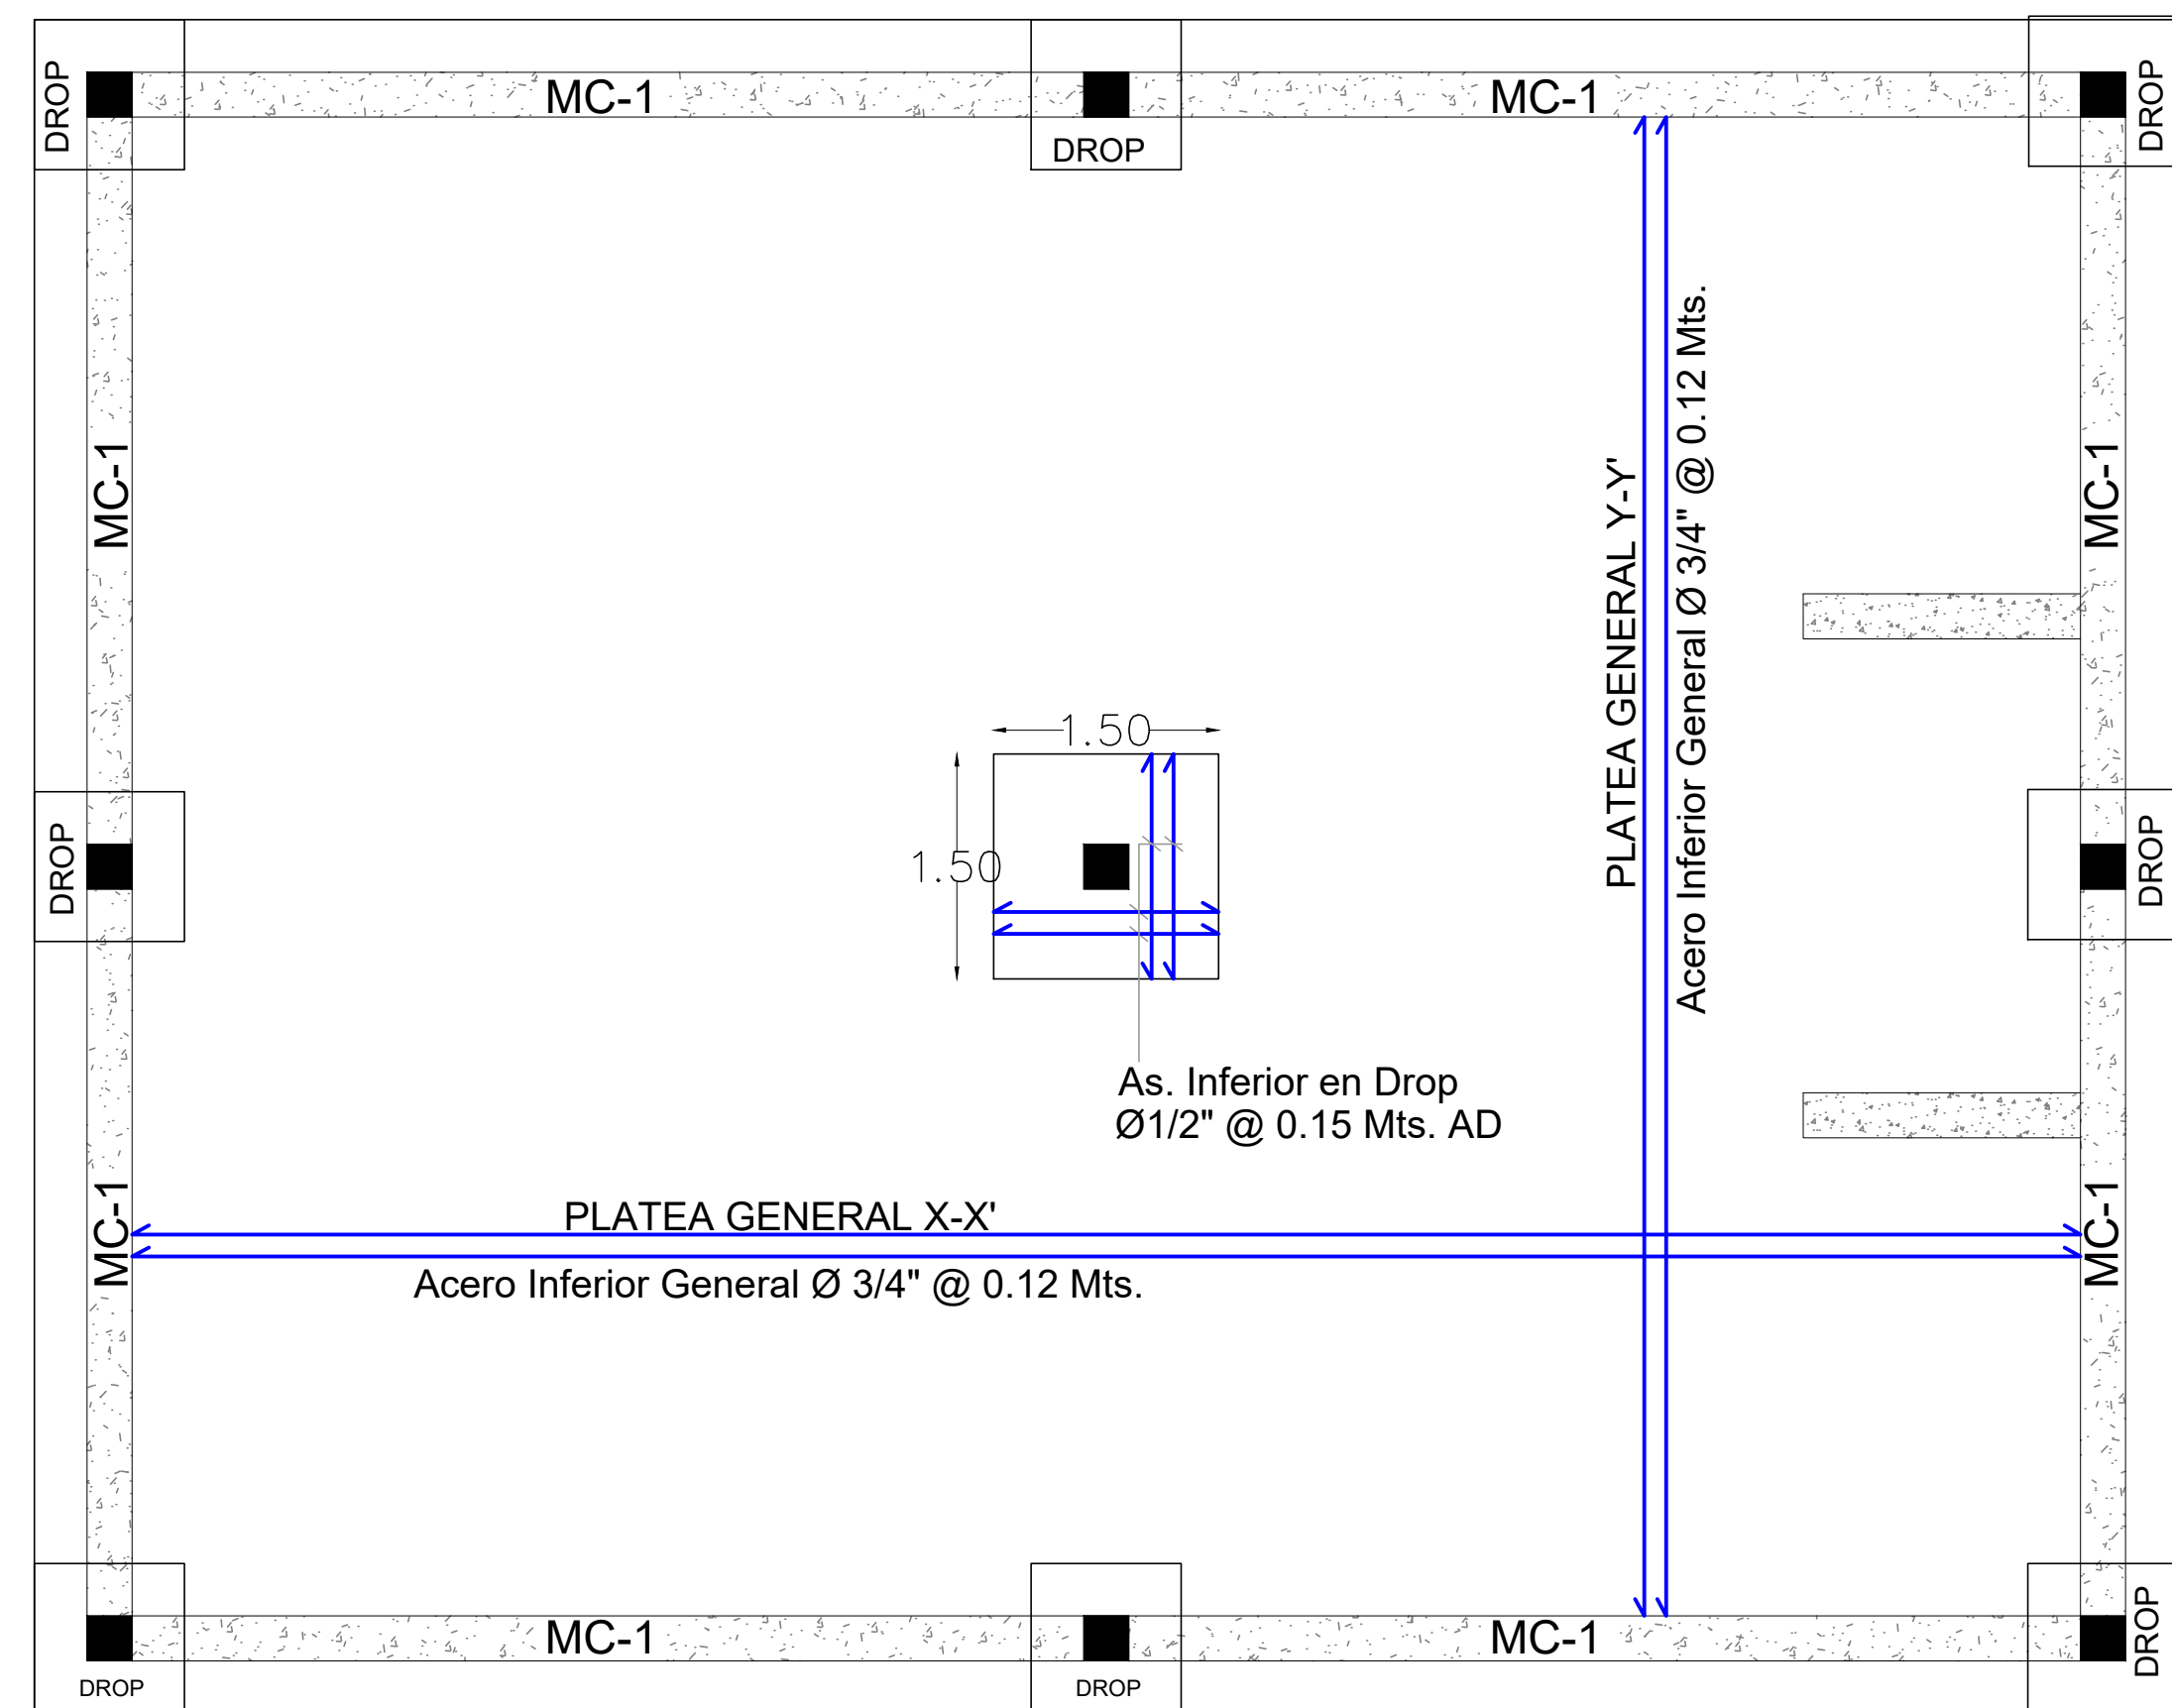 DROP
MC-1
DROP
MC-1
DROP
MC-1
MC-1
PLATEA GENERAL Y-Y'
Acero Inferior General Ø 3/4" @ 0.12 Mts.
1.50
1.50
DROP
DROP
As. Inferior en Drop
Ø1/2" @ 0.15 Mts. AD
MC-1
PLATEA GENERAL X-X'
Acero Inferior General Ø 3/4" @ 0.12 Mts.
MC-1
MC-1
MC-1
DROP
DROP
DROP